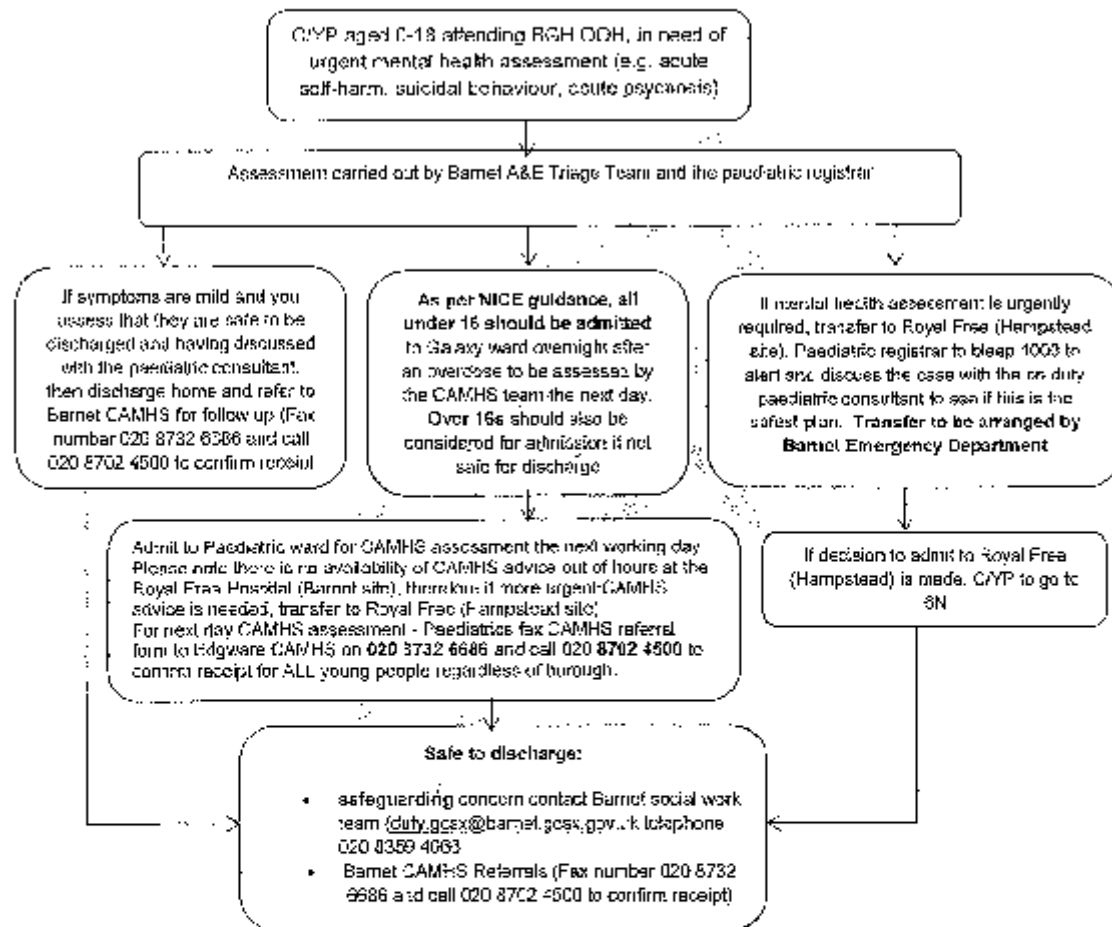 C/YP aged 0-18 attending BGH OOH, in need of
urgent mental health assessment (e.g. acute
self-harm, suicidal behaviour, acute psychosis)
Assessment carried out by Barnet A&E Triage Team and the paediatric registrar
If symptoms are mild and you
assess that they are safe to be
discharged and having discussed
with the paediatric consultant,
then discharge home and refer to
Barnet CAMHS for follow up (Fax
number 020 8732 6686 and call
020 8702 4500 to confirm receipt
As per NICE guidance, all
under 16 should be admitted
to Galaxy ward overnight after
an overdose to be assessed by
the CAMHS team the next day.
Over 16s should also be
considered for admission if not
safe for discharge
If mental health assessment is urgently
required, transfer to Royal Free (Hampstead
site). Paediatric registrar to bleep
alert and discuss the case with the on duty
paediatric consultant to see if this is the
safest plan. Transfer to be arranged by
Barnet Emergency Department
Admit to Paediatric ward for CAMHS assessment the next working day
Please note there is no availability of CAMHS advice out of hours at the
Royal Free Hospital (Barnet site), therefore if more urgent CAMHS
advice is needed, transfer to Royal Free (Hampstead site)
For next day CAMHS assessment - Paediatrics fax CAMHS referral
form to Edgware CAMHS on 020 8732 6686 and call 020 8702 4500 to
confirm receipt for ALL young people regardless of borough.
If decision to admit to Royal Free
(Hampstead) is made, C/YP to go to
6N
Safe to discharge:
• safeguarding concern contact Barnet social work
team (duty.gcsx@barnet.gcsx.gov.uk telephone
020 8359
• Barnet CAMHS Referrals (Fax number 020 8732
6686 and call 020 8702 4500 to confirm receipt)